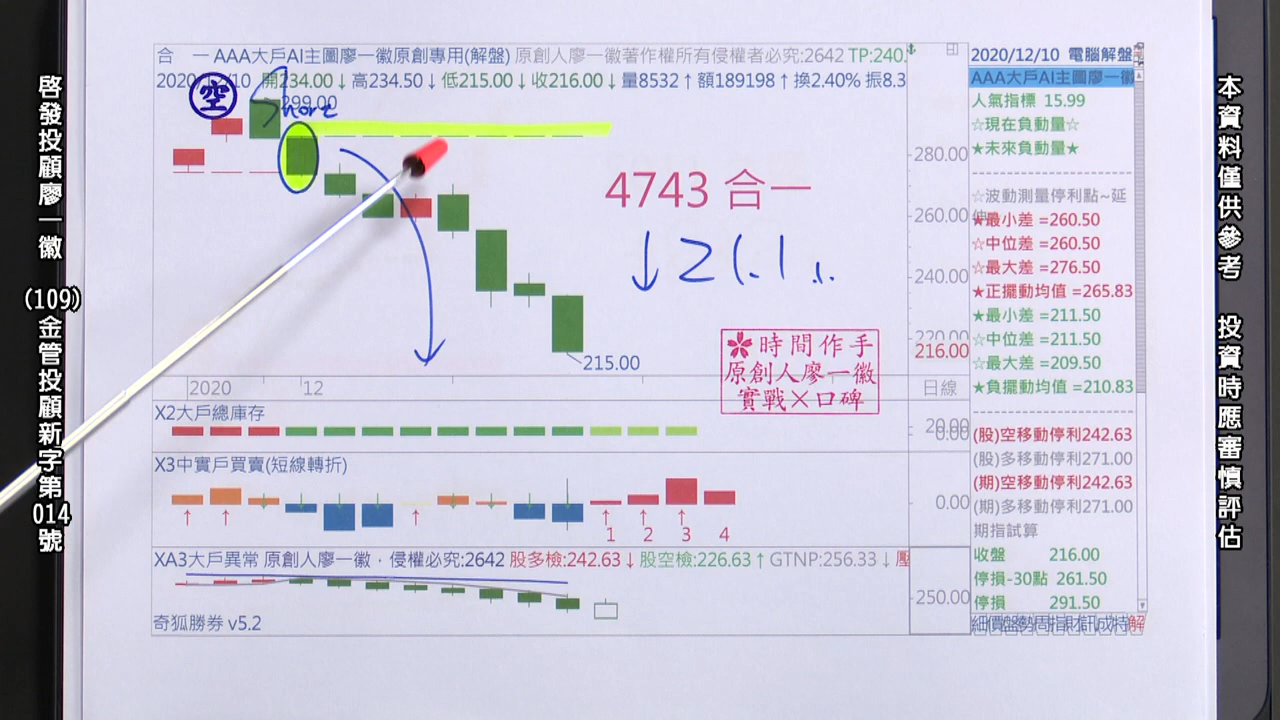 啓發投顧廖一徽 (109)金管投顧新字第014號
合一 AAA大戶AI主圖廖一徽原創專用(解盤) 原創人廖一徽著作權所有侵權者必究:2642 TP:240.
開234.00↓高234.50↓低215.00↓收216.00↓量8532↑額189198↑換2.40%振8.3
空
299.00
short
280.00
260.00
240.00
220.00
216.00
4743 合一
↓21.1
215.00
時間作手
原創人廖一徽
實戰×口碑
2020
12
日線
X2大戶總庫存
20.00
0.00
X3中實戶買賣(短線轉折)
0.00
1 2 3 4
XA3大戶異常 原創人廖一徽,侵權必究:2642 股多檢:242.63↓股空檢:226.63↑GTNP:256.33↓壓
250.00
奇狐勝券 v5.2
2020/12/10 電腦解盤
AAA大戶AI主圖廖一徽
人氣指標 15.99
☆現在負動量☆
★未來負動量★
☆波動測量停利點~延伸
★最小差 =260.50
☆中位差 =260.50
☆最大差 =276.50
★正擺動均值 =265.83
★最小差 =211.50
☆中位差 =211.50
☆最大差 =209.50
★負擺動均值 =210.83
(股)空移動停利242.63
(股)多移動停利271.00
(期)空移動停利242.63
(期)多移動停利271.00
期指試算
收盤 216.00
停損-30點 261.50
停損 291.50
細價盤勢周指財訊成特解
本資料僅供參考 投資時應審慎評估